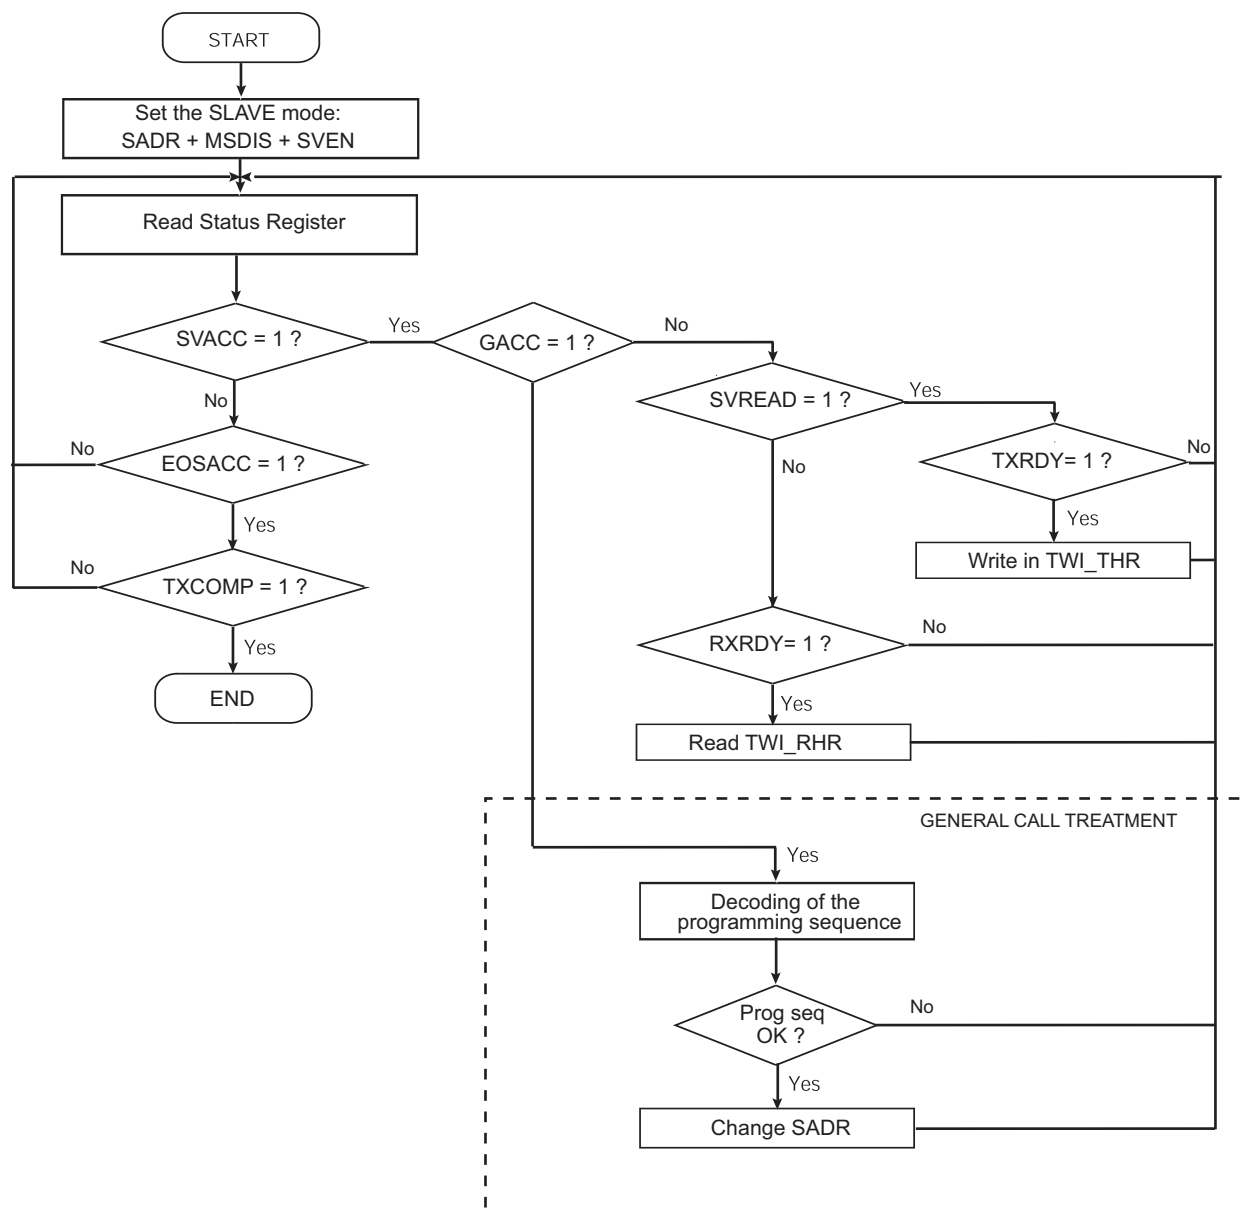 START
Set the SLAVE mode:
SADR + MSDIS + SVEN
Read Status Register
SVACC = 1 ?
Yes
GACC = 1 ?
No
SVREAD = 1 ?
Yes
No
EOSACC = 1 ?
No
TXRDY= 1 ?
No
No
Yes
Yes
Write in TWI_THR
TXCOMP = 1 ?
No
Yes
END
RXRDY= 1 ?
No
Yes
Read TWI_RHR
GENERAL CALL TREATMENT
Yes
Decoding of the
programming sequence
Prog seq
OK ?
No
Yes
Change SADR